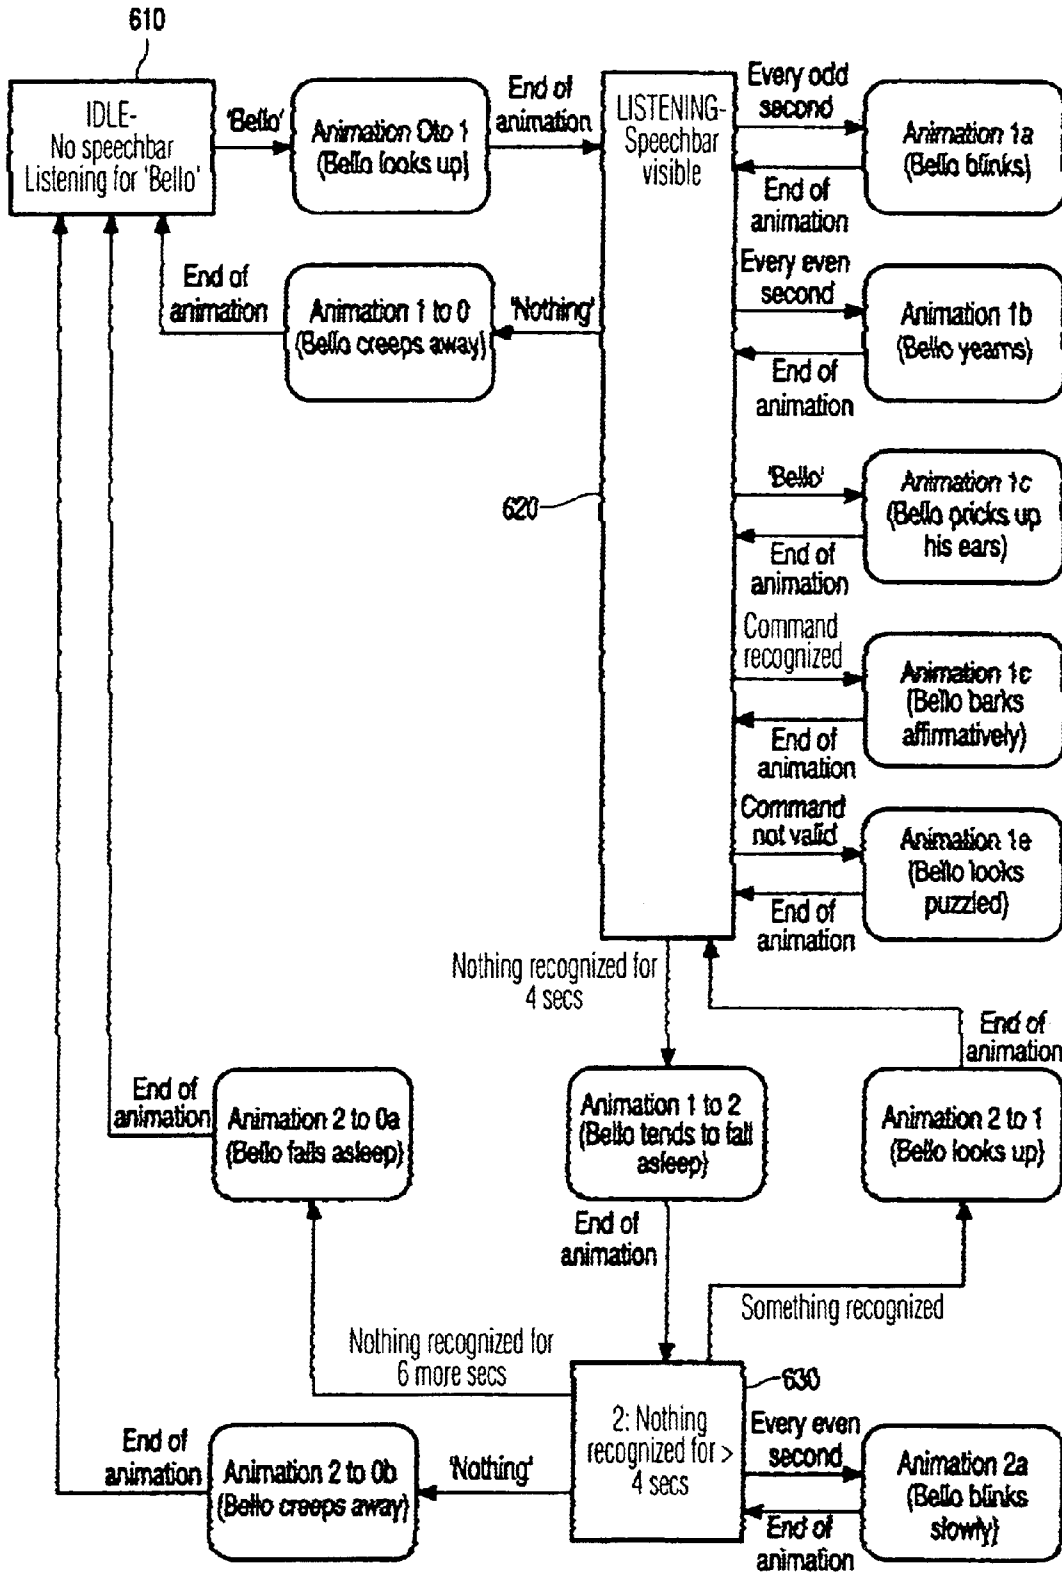 610
IDLE-
No speechbar
Listening for 'Bello'
'Bello'
Animation 0to 1
(Bello looks up)
End of
animation
LISTENING-
Speechbar
visible
Every odd
second
Animation 1a
(Bello blinks)
End of
animation
End of
animation
Animation 1 to 0
(Bello creeps away)
'Nothing'
Every even
second
Animation 1b
(Bello yearns)
End of
animation
620
'Bello'
Animation 1c
(Bello pricks up
his ears)
End of
animation
Command
recognized
Animation 1c
(Bello barks
affirmatively)
End of
animation
Command
not valid
Animation 1e
(Bello looks
puzzled)
End of
animation
Nothing recognized for
4 secs
End of
animation
End of
animation
Animation 2 to 0a
(Bello falls asleep)
Animation 1 to 2
(Bello tends to fall
asleep)
Animation 2 to 1
(Bello looks up)
End of
animation
Something recognized
Nothing recognized for
6 more secs
630
2: Nothing
recognized for >
4 secs
End of
animation
Animation 2 to 0b
(Bello creeps away)
'Nothing'
Every even
second
Animation 2a
(Bello blinks
slowly)
End of
animation